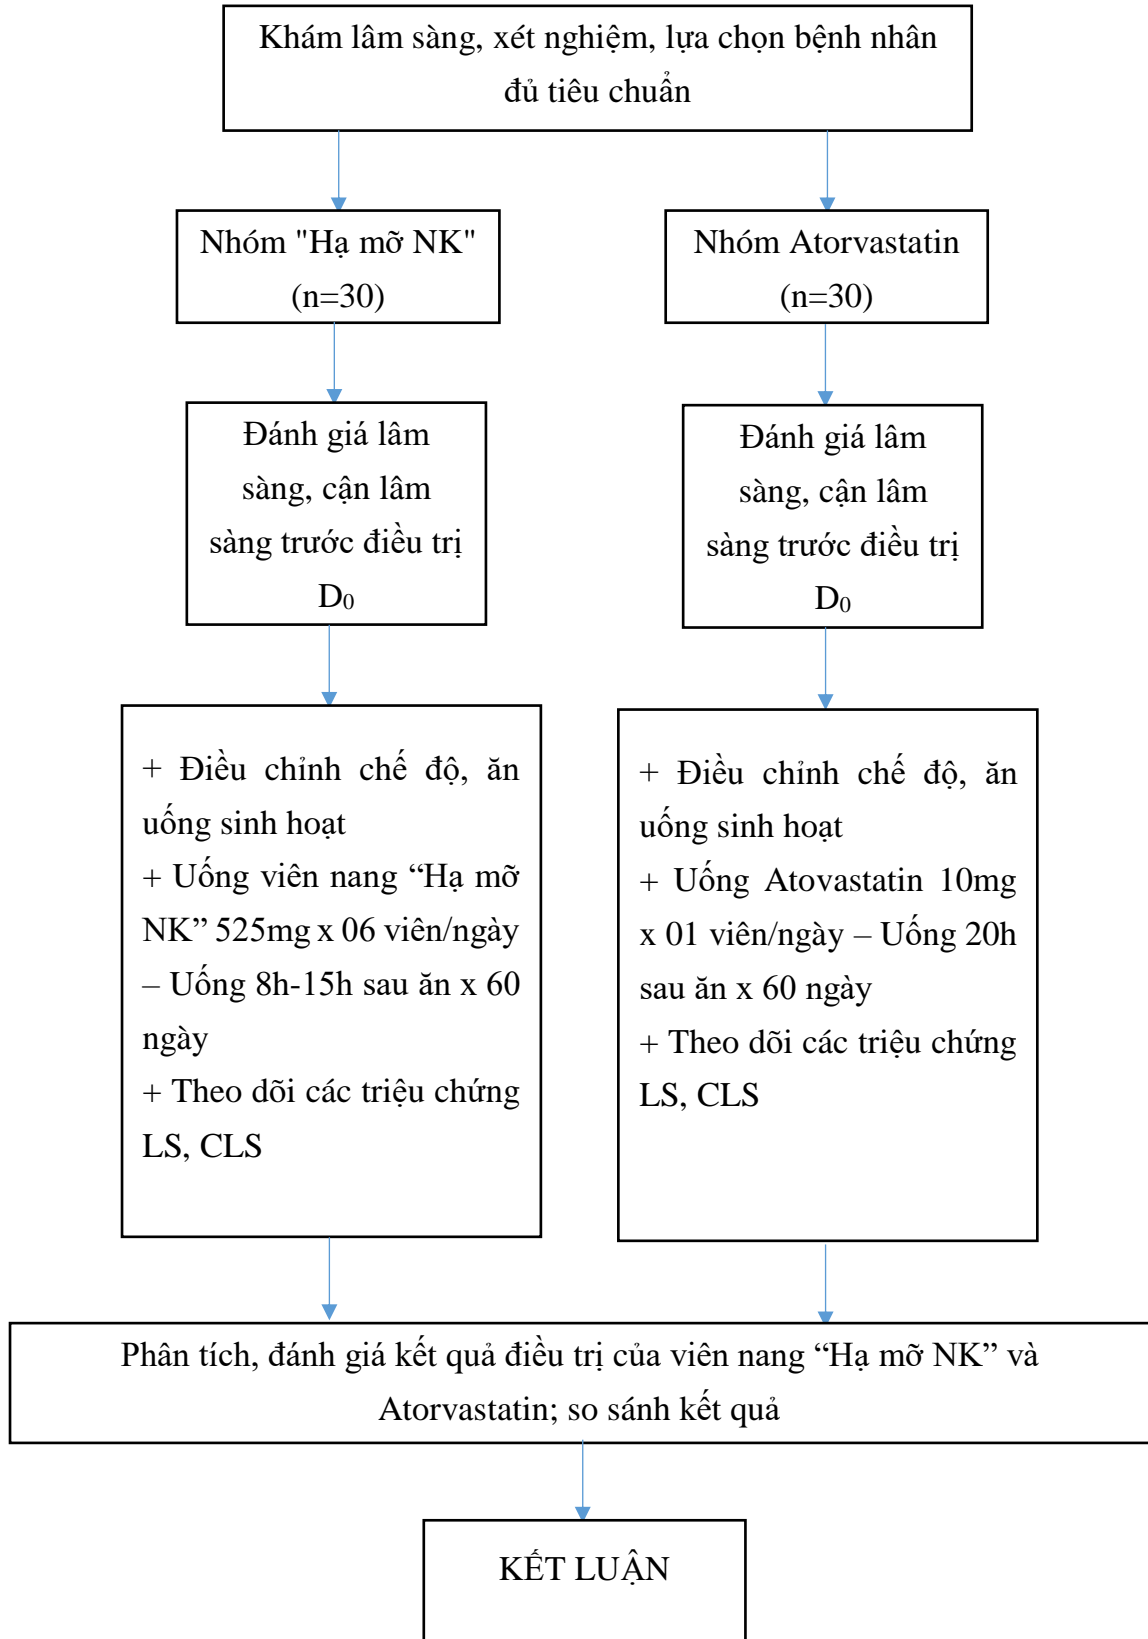 Khám lâm sàng, xét nghiệm, lựa chọn bệnh nhân
đủ tiêu chuẩn
Nhóm "Hạ mỡ NK"
(n=30)
Nhóm Atorvastatin
(n=30)
Đánh giá lâm
sàng, cận lâm
sàng trước điều trị
D₀
Đánh giá lâm
sàng, cận lâm
sàng trước điều trị
D₀
+ Điều chỉnh chế độ, ăn
uống sinh hoạt
+ Uống viên nang “Hạ mỡ
NK” 525mg x 06 viên/ngày
– Uống 8h-15h sau ăn x 60
ngày
+ Theo dõi các triệu chứng
LS, CLS
+ Điều chỉnh chế độ, ăn
uống sinh hoạt
+ Uống Atovastatin 10mg
x 01 viên/ngày – Uống 20h
sau ăn x 60 ngày
+ Theo dõi các triệu chứng
LS, CLS
Phân tích, đánh giá kết quả điều trị của viên nang “Hạ mỡ NK” và
Atorvastatin; so sánh kết quả
KẾT LUẬN